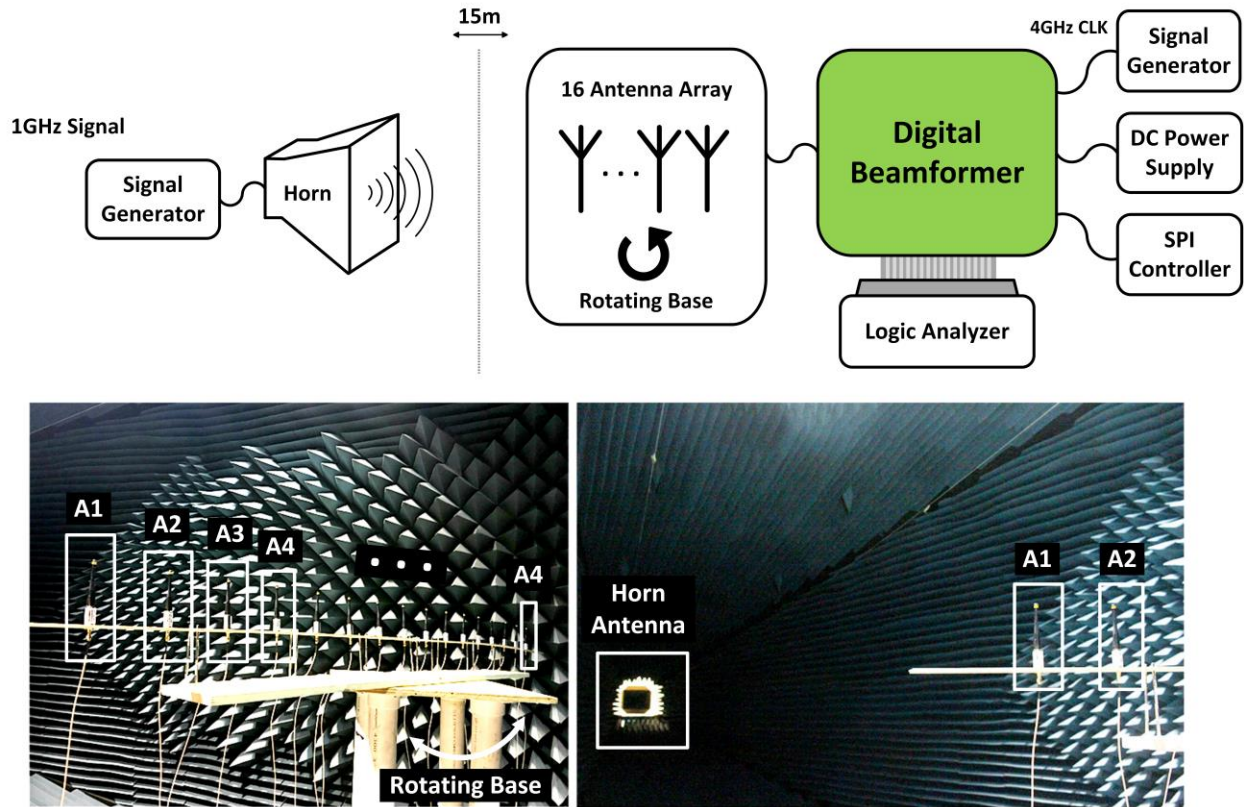 15m
4GHz CLK
Signal
Generator
16 Antenna Array
1GHz Signal
Digital
Beamformer
DC Power
Supply
Signal
Generator
Horn
...
Rotating Base
SPI
Controller
Logic Analyzer
A1
A2
A3
A4
A4
Rotating Base
A1
A2
Horn
Antenna